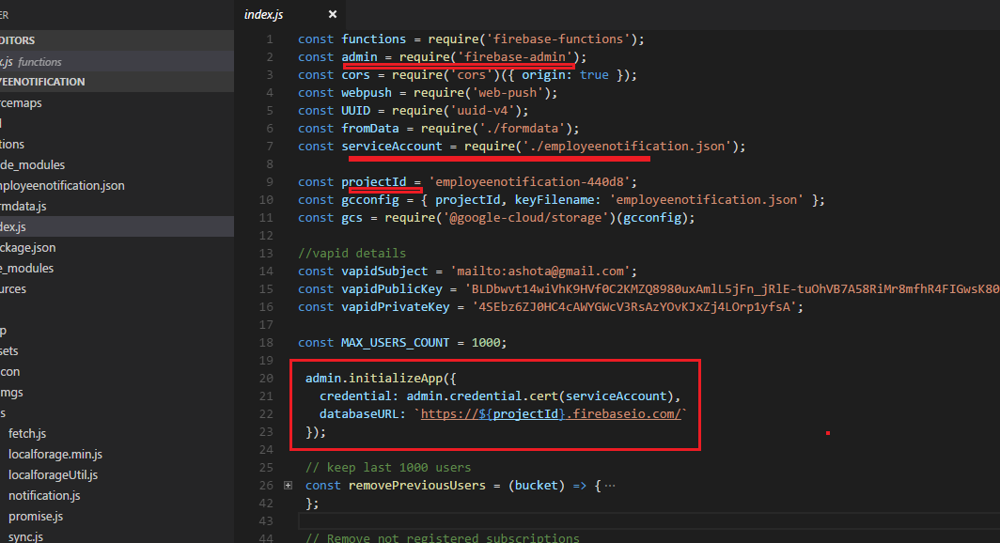 ER
index.js ×
DITORS
x.js functions
YEENOTIFICATION
rcemaps
l
tions
de_modules
mployeenotification.json
rmdata.js
dex.js
ckage.json
e_modules
urces
p
sets
con
mgs
s
fetch.js
localforage.min.js
localforageUtil.js
notification.js
promise.js
sync.js
1 const functions = require('firebase-functions');
2 const admin = require('firebase-admin');
3 const cors = require('cors')({ origin: true });
4 const webpush = require('web-push');
5 const UUID = require('uuid-v4');
6 const fromData = require('./formdata');
7 const serviceAccount = require('./employeenotification.json');
8
9 const projectId = 'employeenotification-440d8';
10 const gcconfig = { projectId, keyFilename: 'employeenotification.json' };
11 const gcs = require('@google-cloud/storage')(gcconfig);
12
13 //vapid details
14 const vapidSubject = 'mailto:ashota@gmail.com';
15 const vapidPublicKey = 'BLDbwvt14wiVhK9HVf0C2KMZQ8980uxAmlL5jFn_jRlE-tuOhVB7A58RiMr8mfhR4FIGwsK80
16 const vapidPrivateKey = '4SEbz6ZJ0HC4cAWYGWcV3RsAzYOvKJxZj4LOrp1yfsA';
17
18 const MAX_USERS_COUNT = 1000;
19
20 admin.initializeApp({
21 credential: admin.credential.cert(serviceAccount),
22 databaseURL: `https://${projectId}.firebaseio.com/`
23 });
24
25 // keep last 1000 users
26 const removePreviousUsers = (bucket) => { ⋯
42 };
43
44 // Remove not registered subscriptions